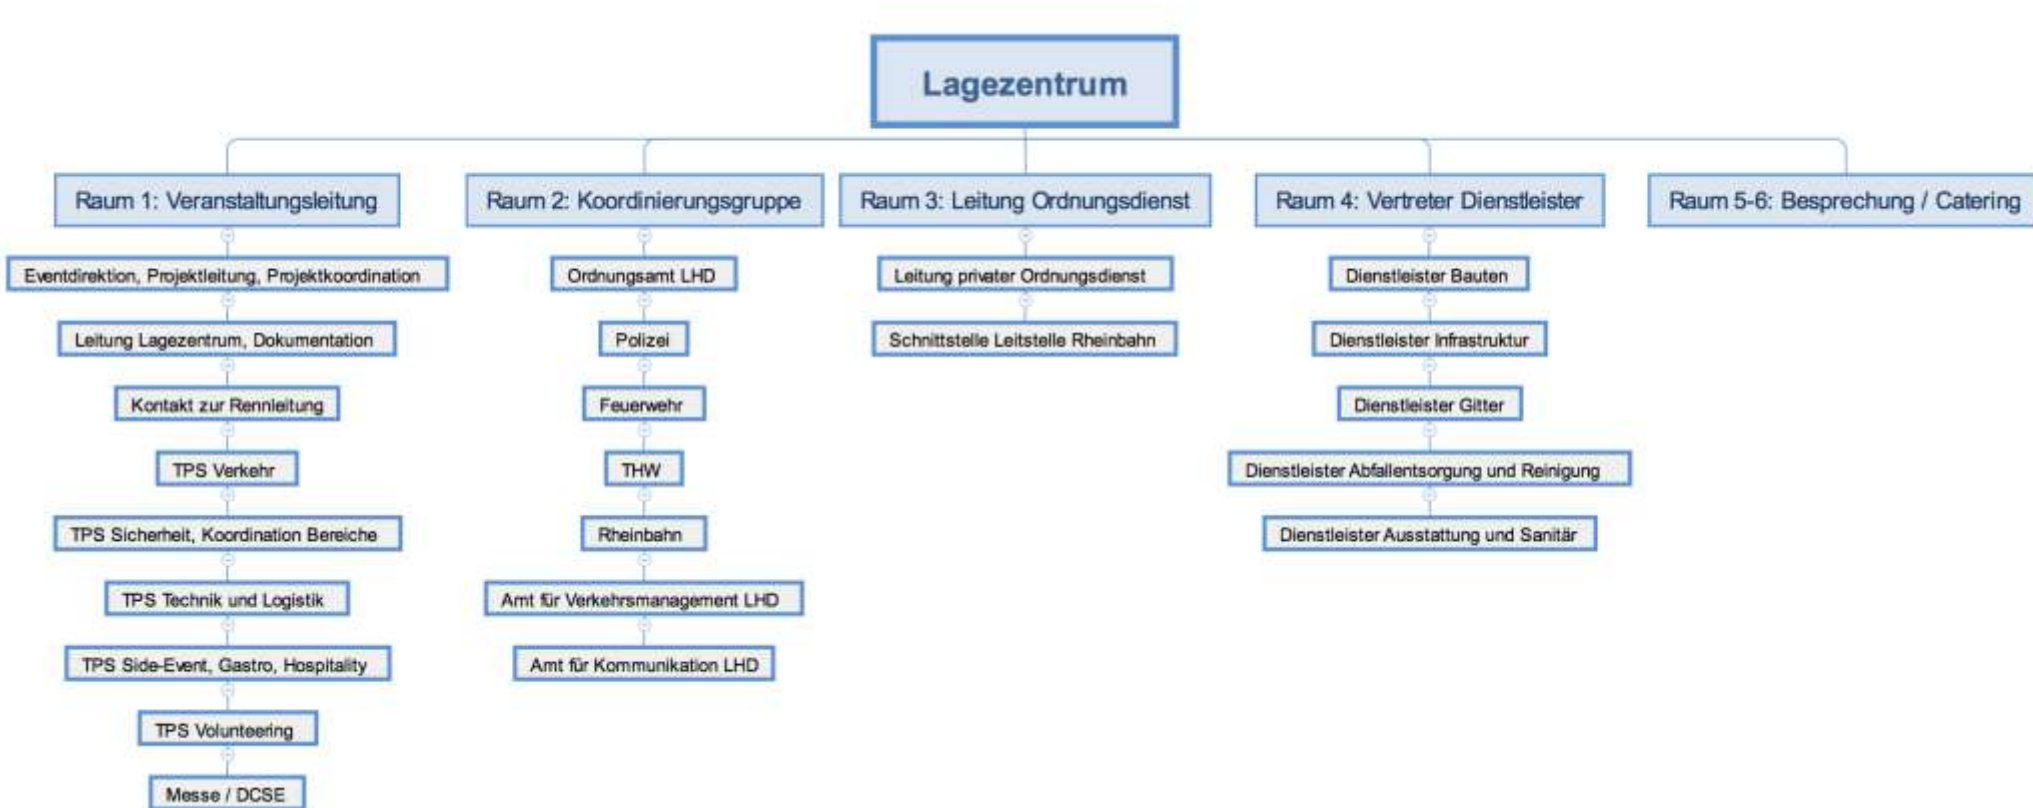 Lagezentrum
Raum 1: Veranstaltungsleitung
Eventdirektion, Projektleitung, Projektkoordination
Leitung Lagezentrum, Dokumentation
Kontakt zur Rennleitung
TPS Verkehr
TPS Sicherheit, Koordination Bereiche
TPS Technik und Logistik
TPS Side-Event, Gastro, Hospitality
TPS Volunteering
Messe / DCSE
Raum 2: Koordinierungsgruppe
Ordnungsamt LHD
Polizei
Feuerwehr
THW
Rheinbahn
Amt für Verkehrsmanagement LHD
Amt für Kommunikation LHD
Raum 3: Leitung Ordnungsdienst
Leitung privater Ordnungsdienst
Schnittstelle Leitstelle Rheinbahn
Raum 4: Vertreter Dienstleister
Dienstleister Bauten
Dienstleister Infrastruktur
Dienstleister Gitter
Dienstleister Abfallentsorgung und Reinigung
Dienstleister Ausstattung und Sanitär
Raum 5-6: Besprechung / Catering